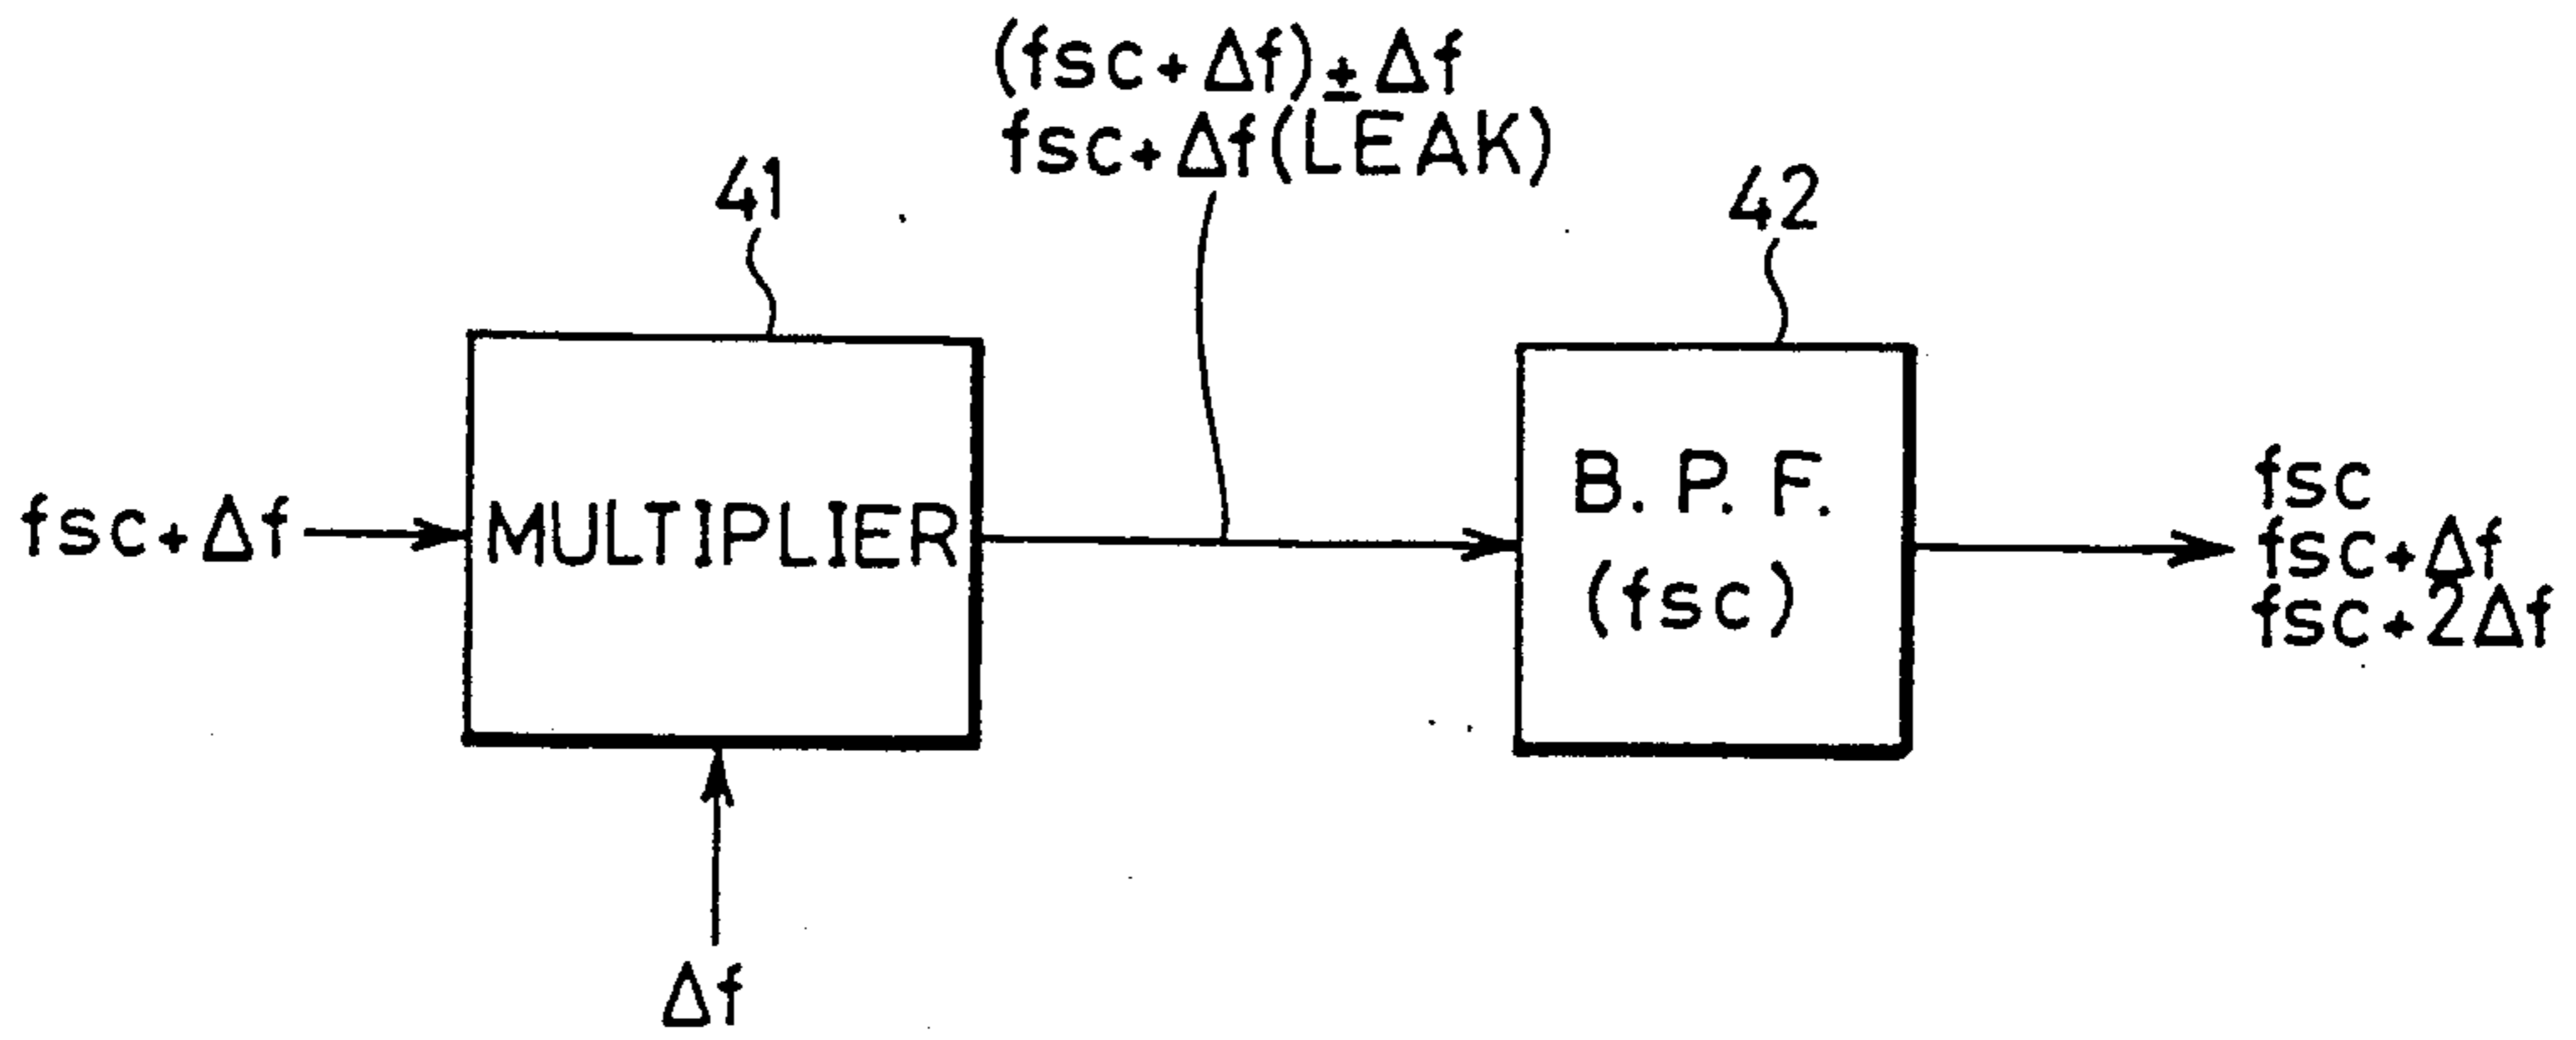 (fsc+Δf)±Δf
fsc+Δf(LEAK)
41
42
fsc+Δf
MULTIPLIER
B. P. F.
(fsc)
fsc
fsc+Δf
fsc+2Δf
Δf